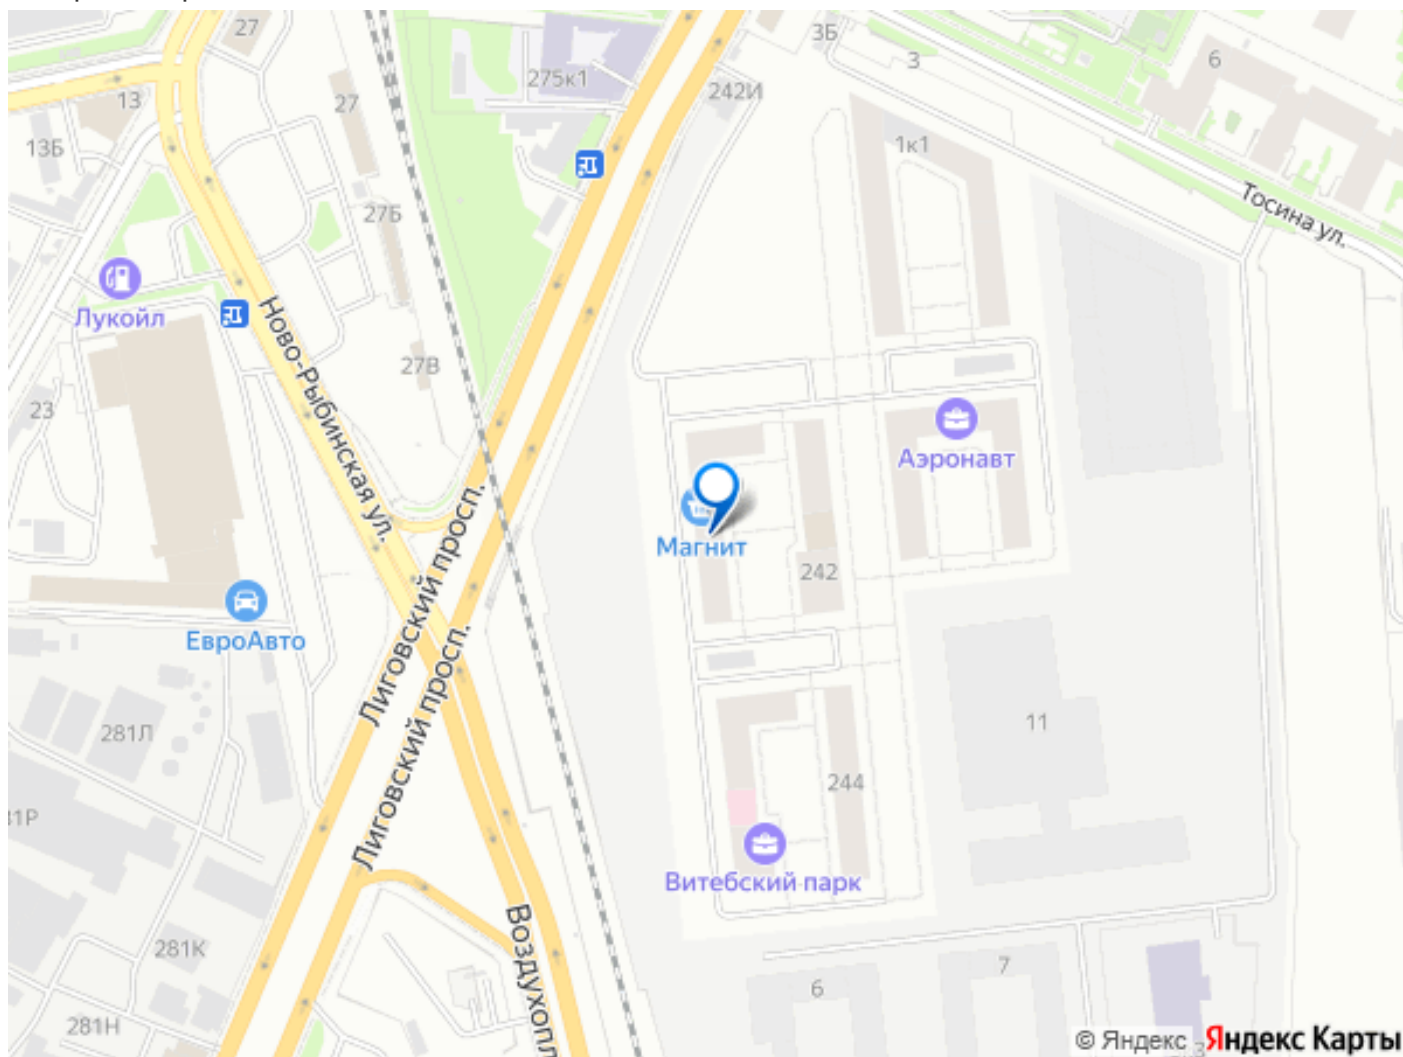 27
3Б
3
6
275к1
242И
13
27
13Б
1к1
Тосина ул.
27Б
Лукойл
Ново-Рыбинская ул.
27В
23
Аэронавт
Лиговский просп.
Магнит
242
ЕвроАвто
Лиговский просп.
281Л
11
244
Витебский парк
281К
7
6
281Н
© Яндекс Яндекс Карты